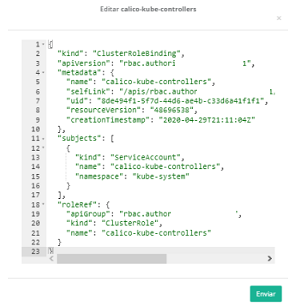 Editar calico-kube-controllers
×
1 {
2 "kind": "ClusterRoleBinding",
3 "apiVersion": "rbac.authori 1",
4 "metadata": {
5 "name": "calico-kube-controllers",
6 "selfLink": "/apis/rbac.author 1.
7 "uid": "8de494f1-5f7d-44d6-ae4b-c33d6a41f1f1",
8 "resourceVersion": "48696538",
9 "creationTimestamp": "2020-04-29T21:11:04Z"
10 },
11 "subjects": [
12 {
13 "kind": "ServiceAccount",
14 "name": "calico-kube-controllers",
15 "namespace": "kube-system"
16 }
17 ],
18 "roleRef": {
19 "apiGroup": "rbac.author ",
20 "kind": "ClusterRole",
21 "name": "calico-kube-controllers"
22 }
23 }
Enviar